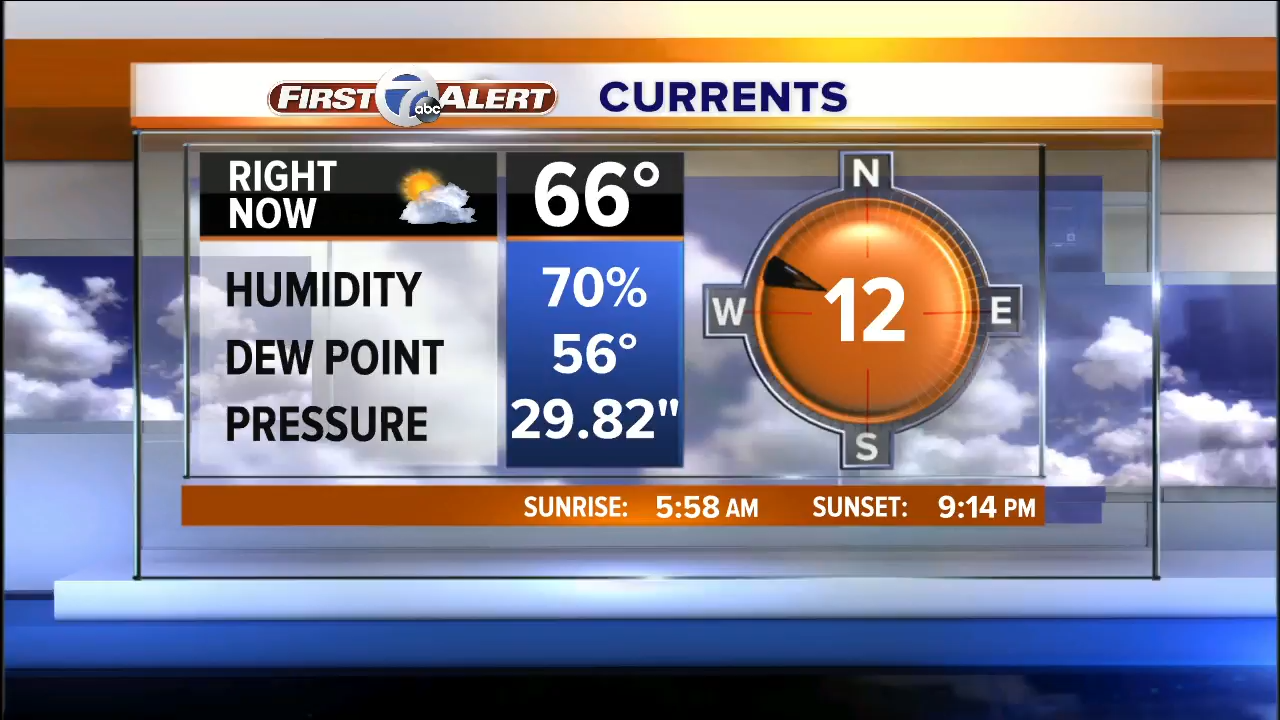 FIRST 7 abc ALERT CURRENTS
RIGHT NOW 66°
HUMIDITY 70%
DEW POINT 56°
PRESSURE 29.82"
N
W 12 E
S
SUNRISE: 5:58 AM SUNSET: 9:14 PM